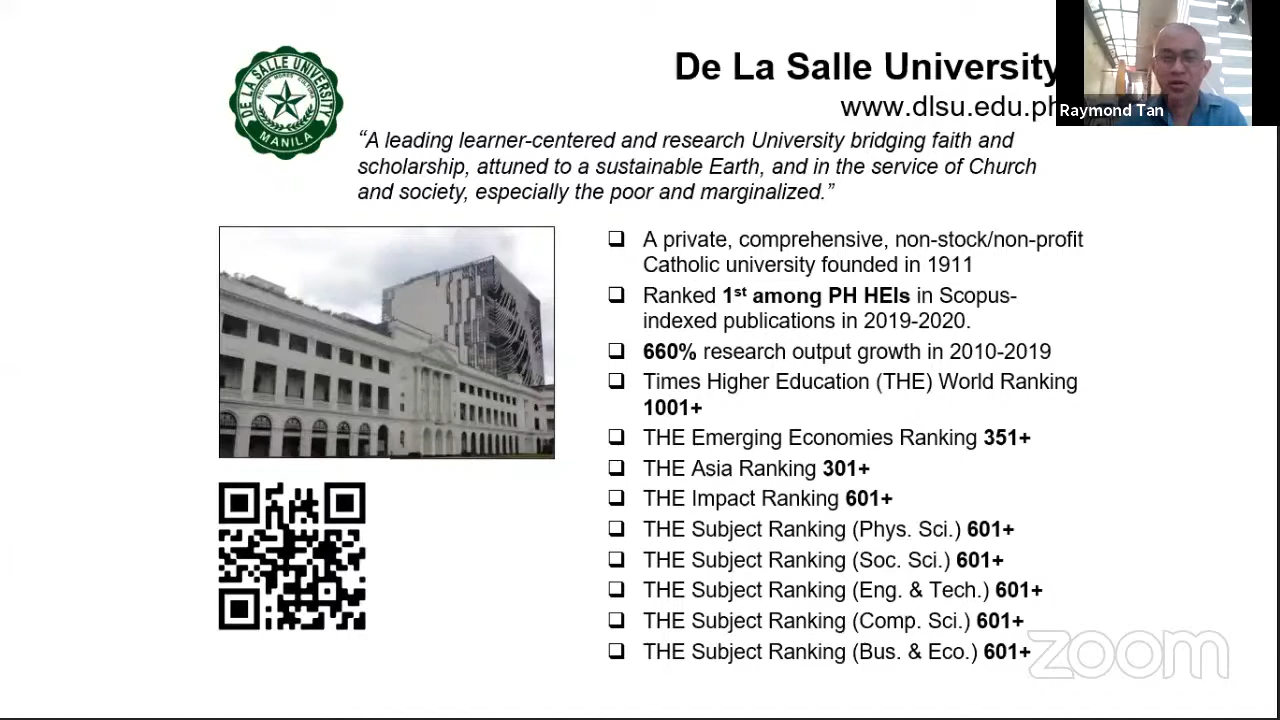 De La Salle University
www.dlsu.edu.ph
Raymond Tan
DE LA SALLE UNIVERSITY
MANILA
“A leading learner-centered and research University bridging faith and
scholarship, attuned to a sustainable Earth, and in the service of Church
and society, especially the poor and marginalized.”
❑ A private, comprehensive, non-stock/non-profit
Catholic university founded in 1911
❑ Ranked 1st among PH HEIs in Scopus-
indexed publications in 2019-2020.
❑ 660% research output growth in 2010-2019
❑ Times Higher Education (THE) World Ranking
1001+
❑ THE Emerging Economies Ranking 351+
❑ THE Asia Ranking 301+
❑ THE Impact Ranking 601+
❑ THE Subject Ranking (Phys. Sci.) 601+
❑ THE Subject Ranking (Soc. Sci.) 601+
❑ THE Subject Ranking (Eng. & Tech.) 601+
❑ THE Subject Ranking (Comp. Sci.) 601+
❑ THE Subject Ranking (Bus. & Eco.) 601+
zoom